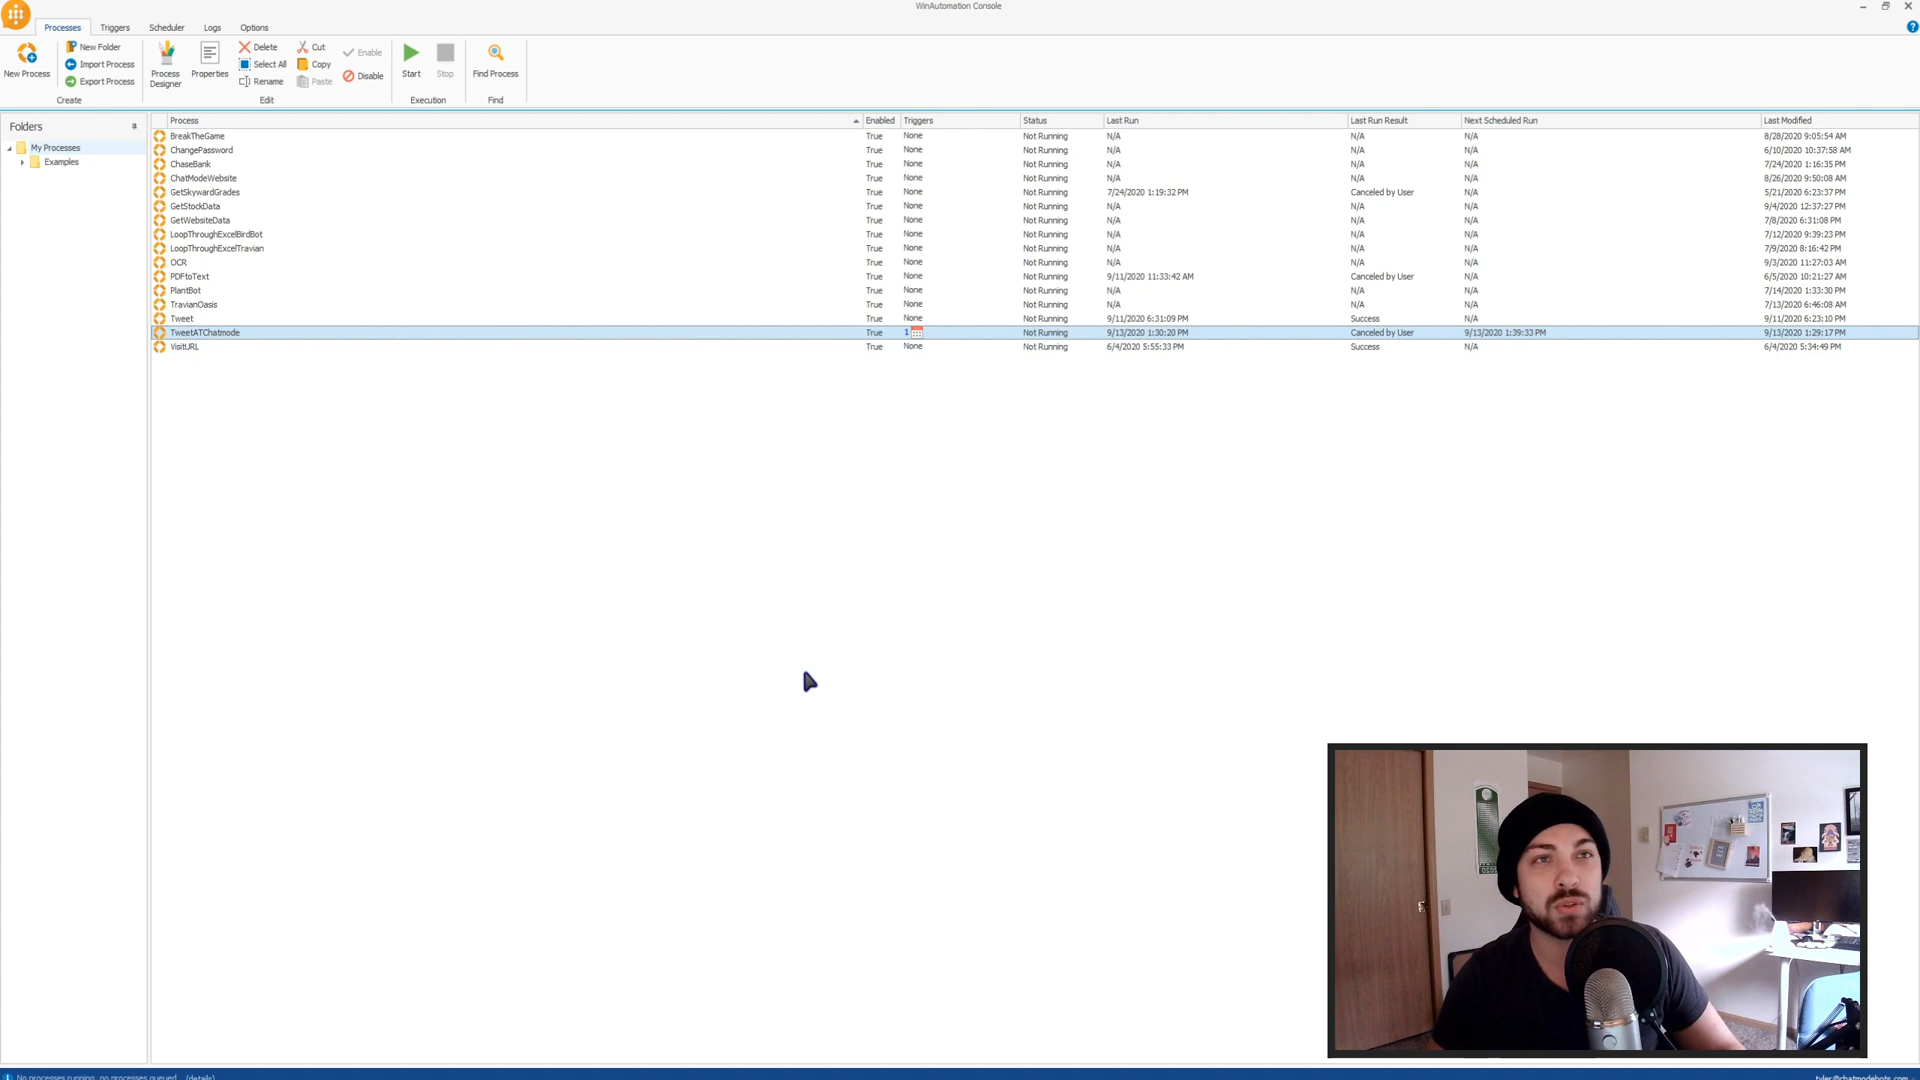 WinAutomation Console
Processes Triggers Scheduler Logs Options
New Process
New Folder
Import Process
Export Process
Create
Process Designer
Properties
Delete
Select All
Rename
Cut
Copy
Paste
Enable
Disable
Edit
Start
Stop
Execution
Find Process
Find
Folders
My Processes
Examples
Process Enabled Triggers Status Last Run Last Run Result Next Scheduled Run Last Modified
BreakTheGame True None Not Running N/A N/A N/A 8/28/2020 9:05:54 AM
ChangePassword True None Not Running N/A N/A N/A 6/10/2020 10:37:58 AM
ChaseBank True None Not Running N/A N/A N/A 7/24/2020 1:16:35 PM
ChatModeWebsite True None Not Running N/A N/A N/A 8/26/2020 9:50:08 AM
GetSkywardGrades True None Not Running 7/24/2020 1:19:32 PM Canceled by User N/A 5/21/2020 6:23:37 PM
GetStockData True None Not Running N/A N/A N/A 9/4/2020 12:37:27 PM
GetWebsiteData True None Not Running N/A N/A N/A 7/8/2020 6:31:08 PM
LoopThroughExcelBirdBot True None Not Running N/A N/A N/A 7/12/2020 9:39:23 PM
LoopThroughExcelTravian True None Not Running N/A N/A N/A 7/9/2020 8:16:42 PM
OCR True None Not Running N/A N/A N/A 9/3/2020 11:27:03 AM
PDFtoText True None Not Running 9/11/2020 11:33:42 AM Canceled by User N/A 6/5/2020 10:21:27 AM
PlantBot True None Not Running N/A N/A N/A 7/14/2020 1:33:30 PM
TravianOasis True None Not Running N/A N/A N/A 7/13/2020 6:46:08 AM
Tweet True None Not Running 9/11/2020 6:31:09 PM Success N/A 9/11/2020 6:23:10 PM
TweetATChatmode True 1 Not Running 9/13/2020 1:30:20 PM Canceled by User 9/13/2020 1:39:33 PM 9/13/2020 1:29:17 PM
VisitURL True None Not Running 6/4/2020 5:55:33 PM Success N/A 6/4/2020 5:34:49 PM
No processes running, no processes queued (details)
tyler@chatmodebots.com